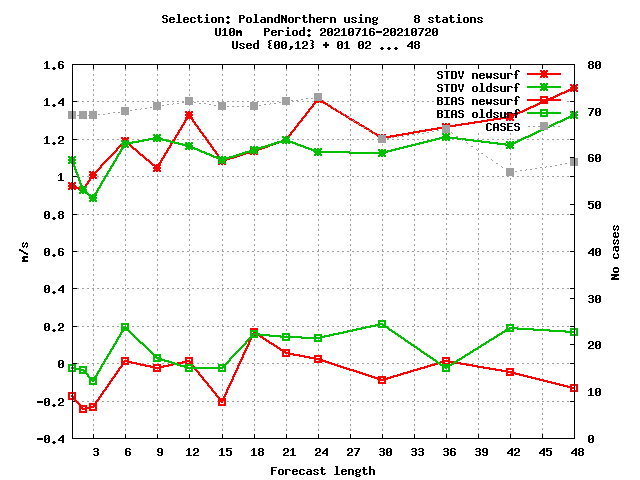 Selection: PolandNorthern using     8 stations
U10m   Period: 20210716-20210720
Used {00,12} + 01 02 ... 48
STDV newsurf
STDV oldsurf
BIAS newsurf
BIAS oldsurf
CASES
1.6
1.4
1.2
1
0.8
0.6
0.4
0.2
0
-0.2
-0.4
m/s
80
70
60
50
40
30
20
10
0
No cases
3 6 9 12 15 18 21 24 27 30 33 36 39 42 45 48
Forecast length